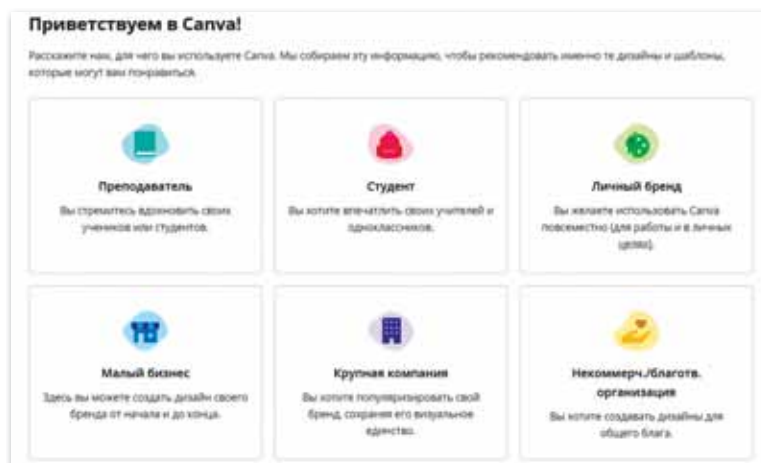 Приветствуем в Canva!
Расскажите нам, для чего вы используете Canva. Мы собираем эту информацию, чтобы рекомендовать именно те дизайны и шаблоны,
которые могут вам понравиться.
Преподаватель
Вы стремитесь вдохновить своих
учеников или студентов.
Студент
Вы хотите впечатлить своих учителей и
одноклассников.
Личный бренд
Вы желаете использовать Canva
повсеместно (для работы и в личных
целях).
Малый бизнес
Здесь вы можете создать дизайн своего
бренда от начала и до конца.
Крупная компания
Вы хотите популяризировать свой
бренд, сохраняя его визуальное
единство.
Некоммерч./благотв.
организация
Вы хотите создавать дизайны для
общего блага.